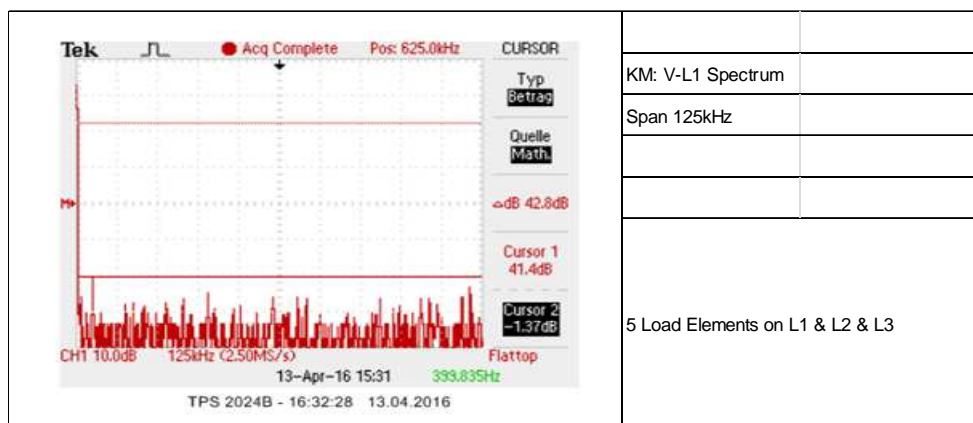 Tek Acq Complete Pos: 625.0kHz CURSOR
Typ
Betrag
Quelle
Math.
M
dB 42.8dB
Cursor 1
41.4dB
Cursor 2
-1.37dB
CH1 10.0dB 125kHz (2.50MS/s) Flattop
13-Apr-16 15:31 399.835Hz
TPS 2024B - 16:32:28 13.04.2016
KM: V-L1 Spectrum
Span 125kHz
5 Load Elements on L1 & L2 & L3